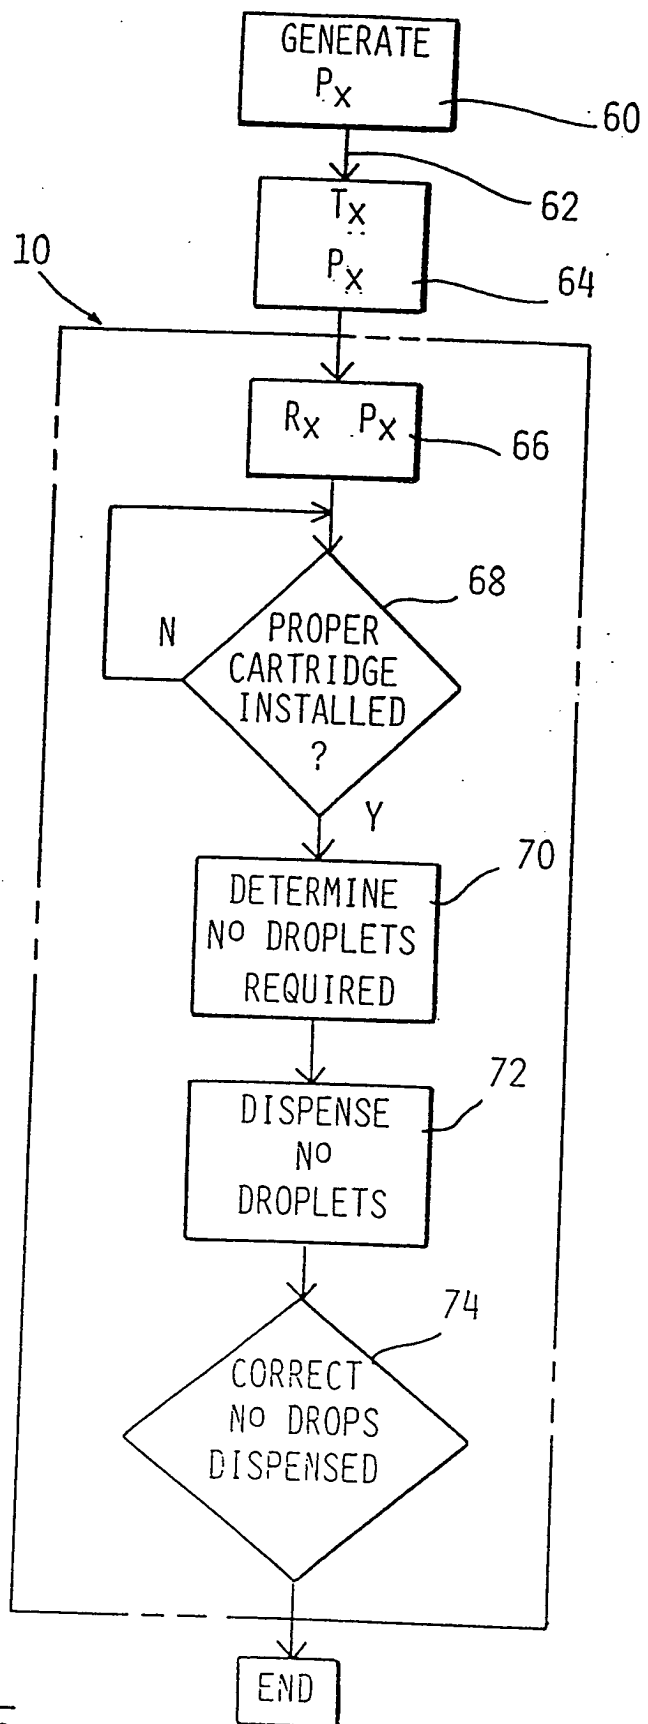 GENERATE
Px
60
62
Tx
Px
64
10
Rx Px
66
68
N
PROPER
CARTRIDGE
INSTALLED
?
Y
70
DETERMINE
No DROPLETS
REQUIRED
72
DISPENSE
No
DROPLETS
74
CORRECT
No DROPS
DISPENSED
END